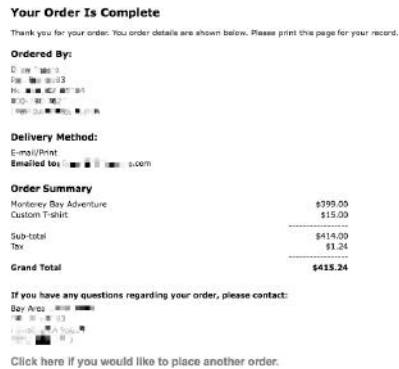 Your Order Is Complete
Thank you for your order. You order details are shown below. Please print this page for your record.
Ordered By:
Delivery Method:
E-mail/Print
Emailed to: .com
Order Summary
Monterey Bay Adventure $399.00
Custom T-shirt $15.00
Sub-total $414.00
Tax $1.24
Grand Total $415.24
If you have any questions regarding your order, please contact:
Bay Area
Click here if you would like to place another order.